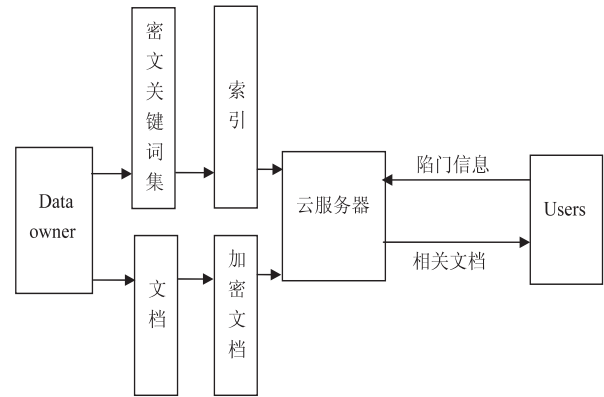 密文关键词集
索引
Data
owner
文档
加密文档
云服务器
陷门信息
相关文档
Users